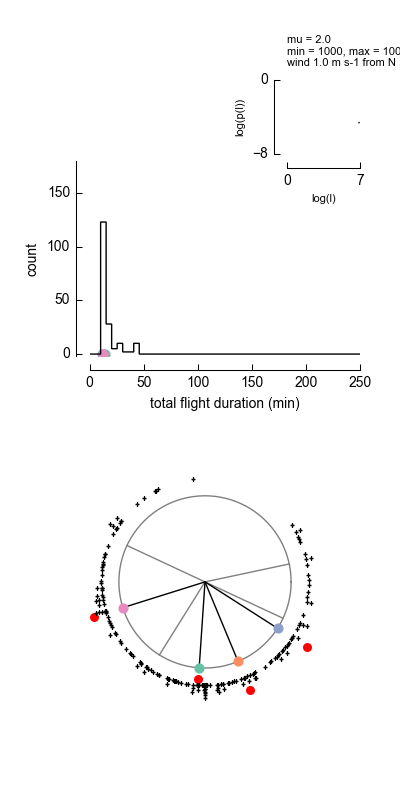 mu = 2.0
min = 1000, max = 100
wind 1.0 m s-1 from N
0
log(p(l))
−8
0 7
log(l)
150
100
50
0
count
0 50 100 150 200 250
total flight duration (min)